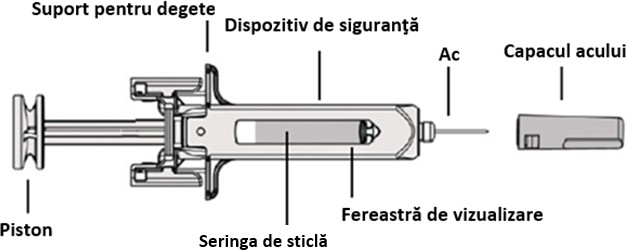 Suport pentru degete
Dispozitiv de siguranţă
Ac
Capacul acului
Piston
Seringa de sticlă
Fereastră de vizualizare